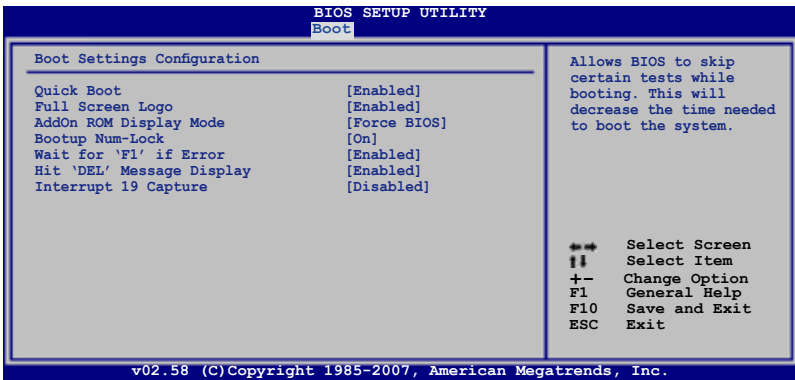 BIOS SETUP UTILITY
Boot
Boot Settings Configuration
Quick Boot [Enabled]
Full Screen Logo [Enabled]
AddOn ROM Display Mode [Force BIOS]
Bootup Num-Lock [On]
Wait for ‘F1’ if Error [Enabled]
Hit ‘DEL’ Message Display [Enabled]
Interrupt 19 Capture [Disabled]
Allows BIOS to skip
certain tests while
booting. This will
decrease the time needed
to boot the system.
←→ Select Screen
↑↓ Select Item
+- Change Option
F1 General Help
F10 Save and Exit
ESC Exit
v02.58 (C)Copyright 1985-2007, American Megatrends, Inc.